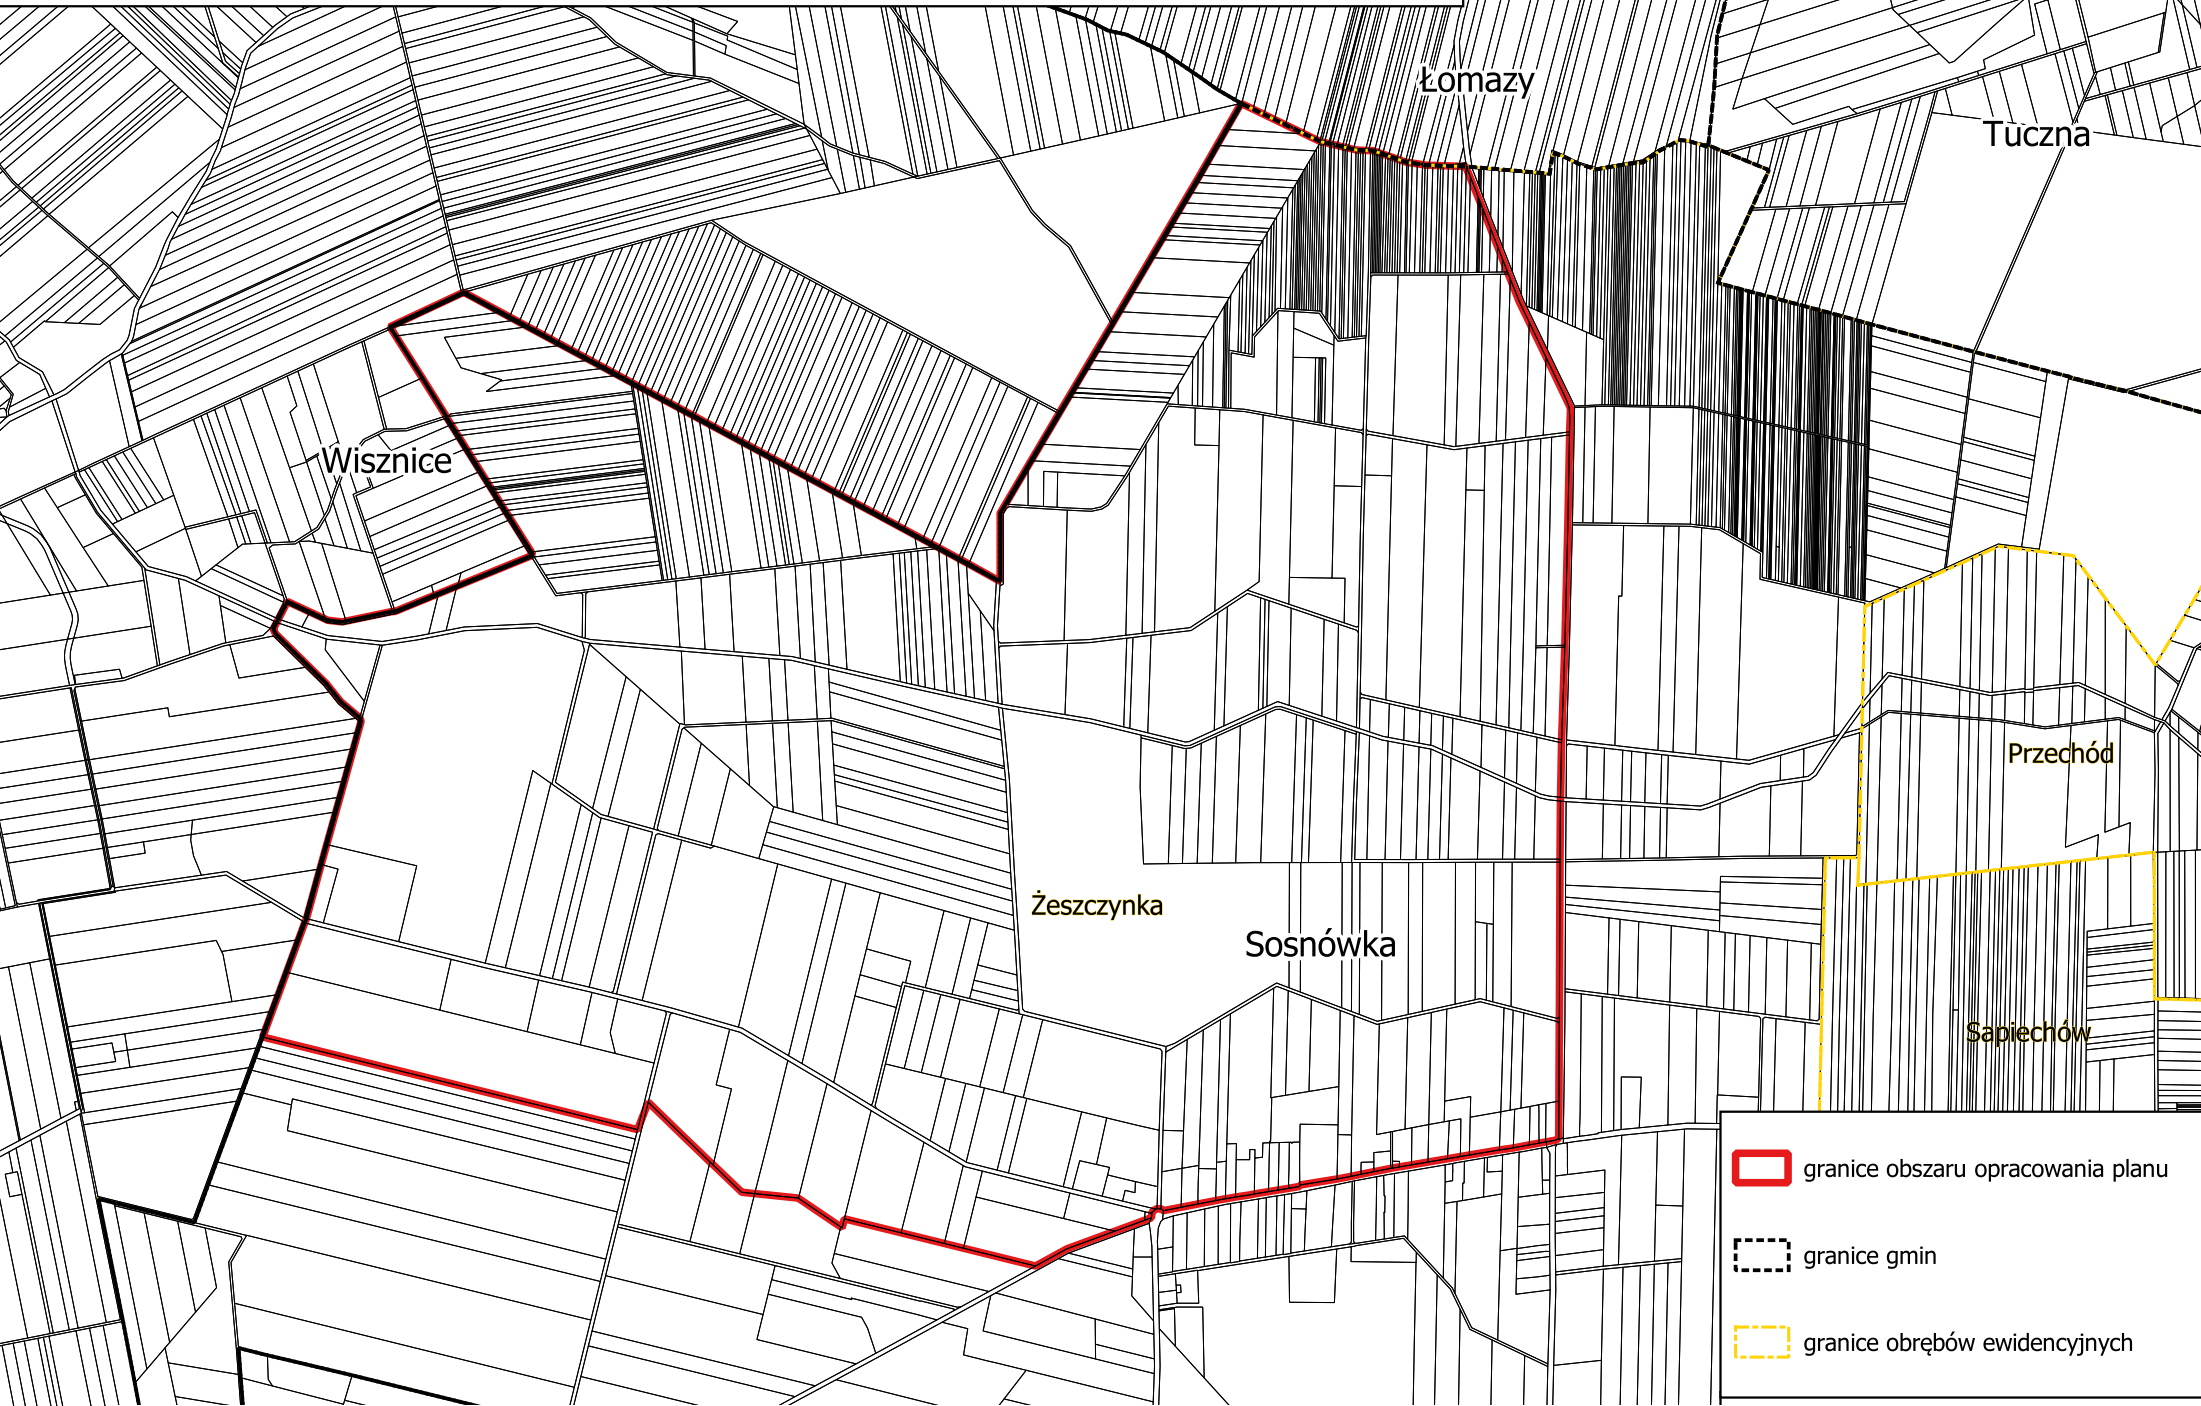 Łomazy
Tuczna
Wisznice
Przechód
Żeszczynka
Sosnówka
Sapiechów
granice obszaru opracowania planu
granice gmin
granice obrębów ewidencyjnych